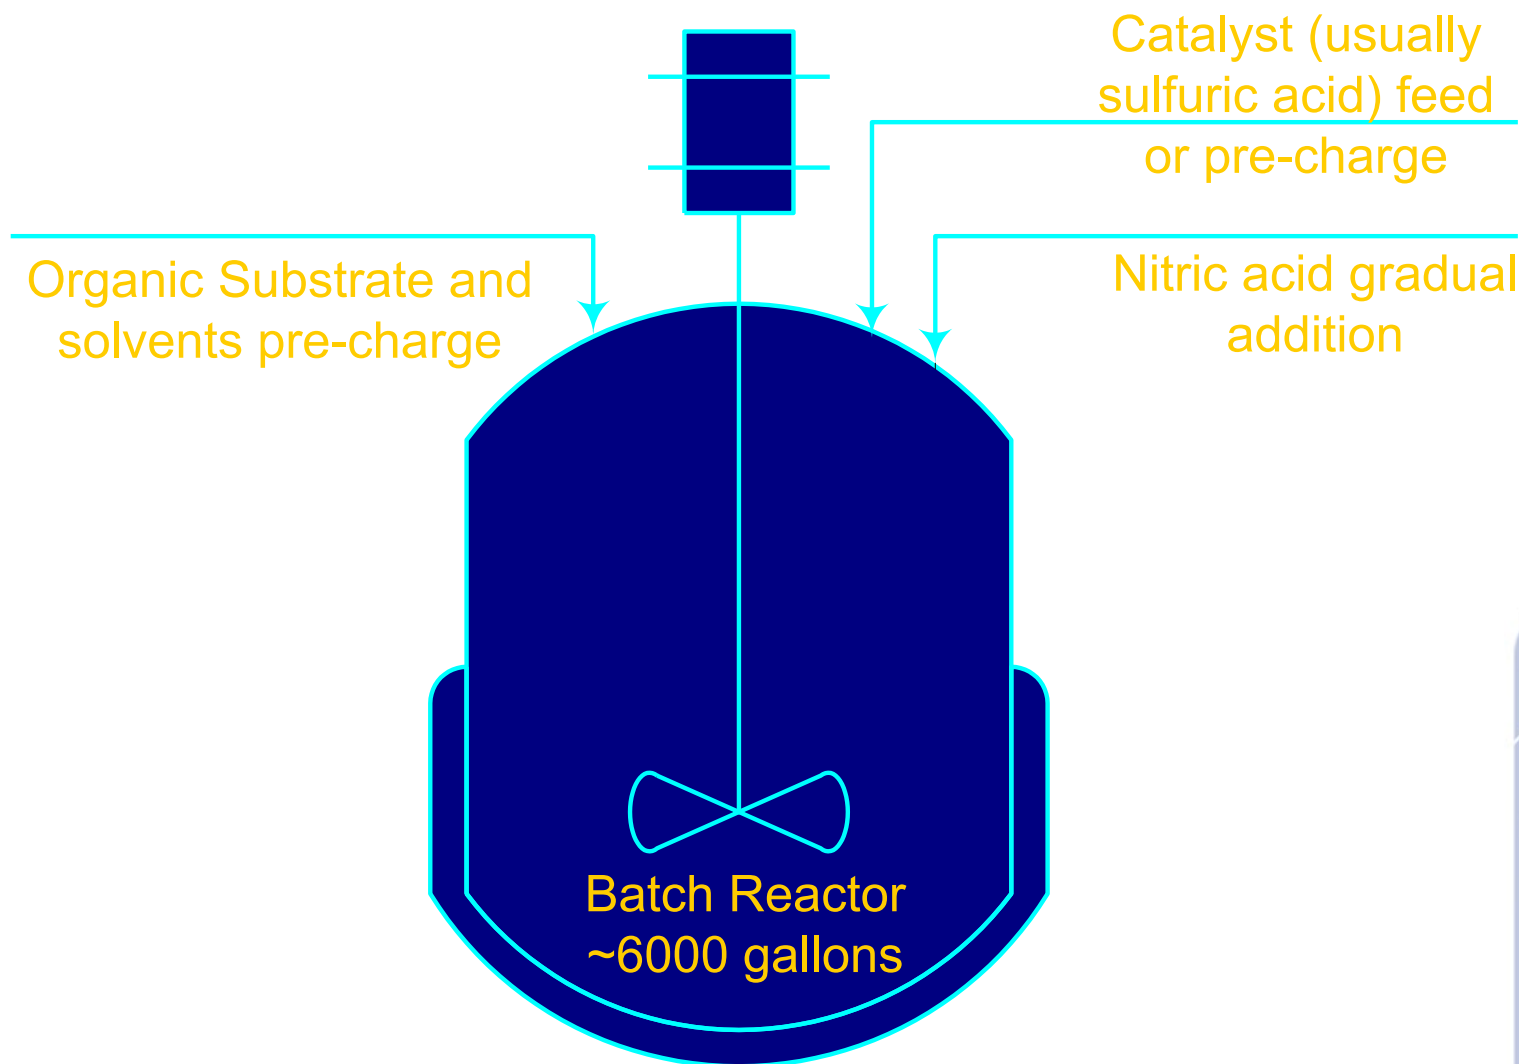 Catalyst (usually
sulfuric acid) feed
or pre-charge
Organic Substrate and
solvents pre-charge
Nitric acid gradual
addition
Batch Reactor
~6000 gallons